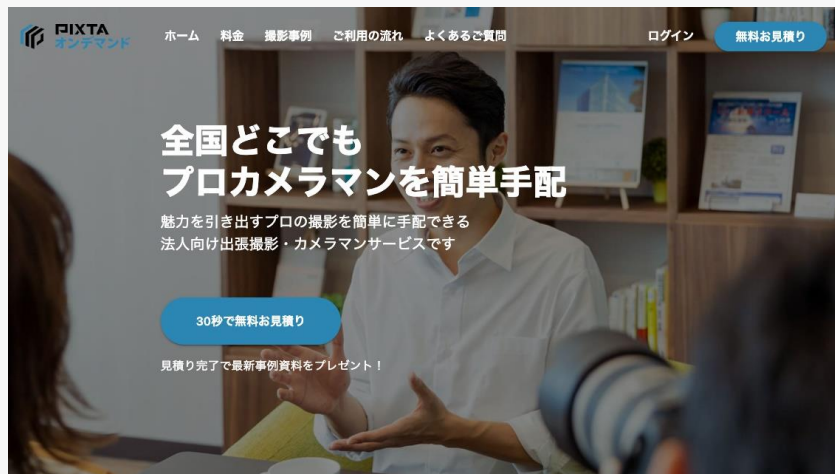 PIXTA
オンデマンド
ホーム 料金 撮影事例 ご利用の流れ よくあるご質問 ログイン 無料お見積り
全国どこでも
プロカメラマンを簡単手配
魅力を引き出すプロの撮影を簡単に手配できる
法人向け出張撮影・カメラマンサービスです
30秒で無料お見積り
見積り完了で最新事例資料をプレゼント！